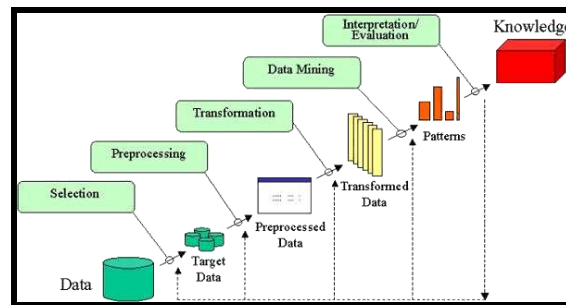 Interpretation/
Evaluation
Knowledge
Data Mining
Transformation
Patterns
Preprocessing
Transformed
Data
Selection
Preprocessed
Data
Target
Data
Data